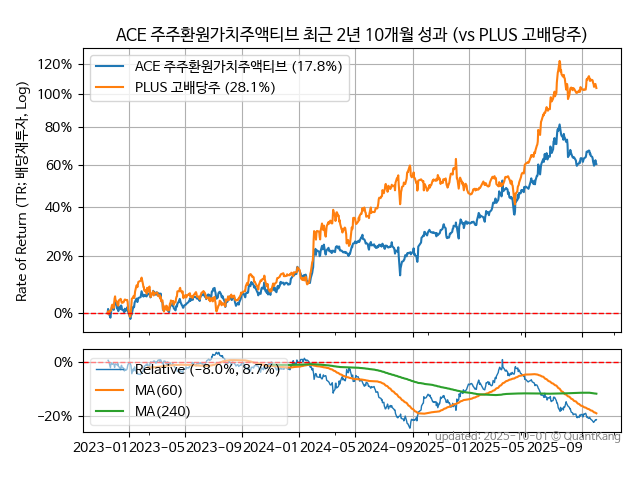 ACE 주주환원가치주액티브 최근 2년 10개월 성과 (vs PLUS 고배당주)
Rate of Return (TR: 배당재투자, Log)
120%
100%
80%
60%
40%
20%
0%
ACE 주주환원가치주액티브 (17.8%)
PLUS 고배당주 (28.1%)
0%
−20%
Relative (−8.0%, 8.7%)
MA(60)
MA(240)
2023−01
2023−05
2023−09
2024−01
2024−05
2024−09
2025−01
2025−05
2025−09
updated: 2025−10−01 © QuantKang